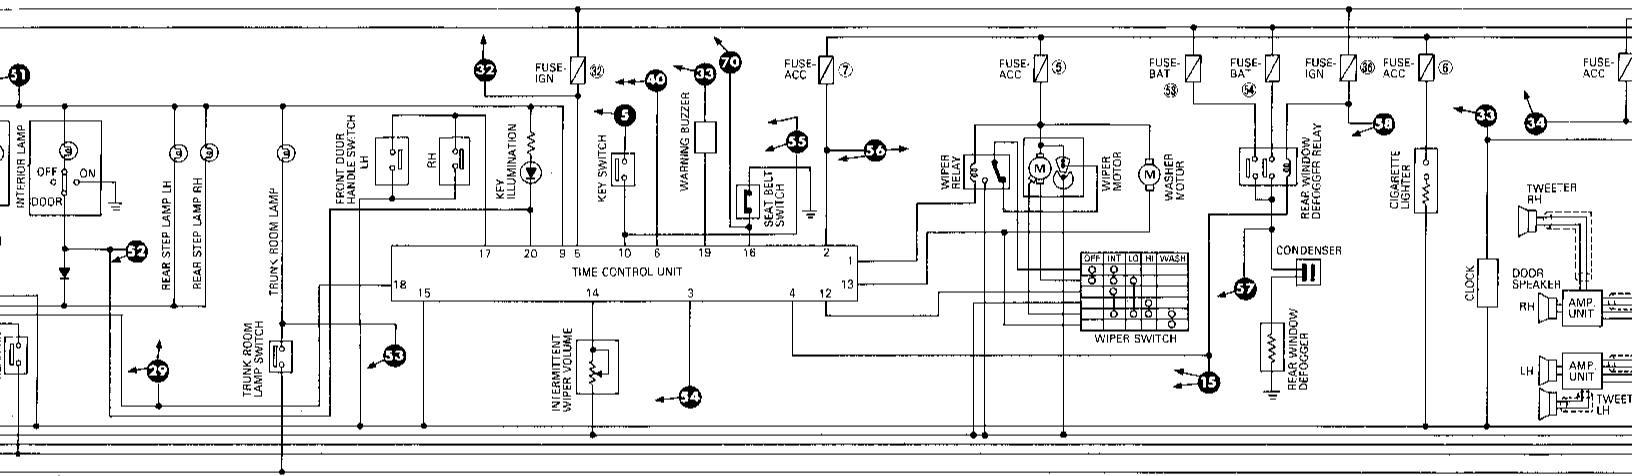 51
INTERIOR LAMP
OFF
ON
DOOR
52
REAR STEP LAMP LH
REAR STEP LAMP RH
TRUNK ROOM LAMP
TRUNK ROOM
LAMP SWITCH
29
53
FRONT DOOR
HANDLE SWITCH
LH
RH
32
FUSE-
IGN
32
KEY
ILLUMINATION
KEY SWITCH
5
40
33
WARNING BUZZER
70
55
SEAT BELT
SWITCH
FUSE-
ACC
7
56
17
20
9
5
10
6
19
16
2
TIME CONTROL UNIT
1
13
18
15
14
3
4
12
INTERMITTENT
WIPER VOLUME
34
FUSE-
ACC
5
WIPER
RELAY
M
WIPER
MOTOR
M
WASHER
MOTOR
OFF
INT
LO
HI
WASH
WIPER SWITCH
FUSE-
BAT
53
FUSE-
BAT
54
FUSE-
IGN
35
FUSE-
ACC
6
58
REAR WINDOW
DEFOGGER RELAY
CONDENSER
57
REAR WINDOW
DEFOGGER
15
CIGARETTE
LIGHTER
33
34
CLOCK
FUSE-
ACC
TWEETER
RH
DOOR
SPEAKER
RH
AMP.
UNIT
LH
AMP.
UNIT
TWEET
LH